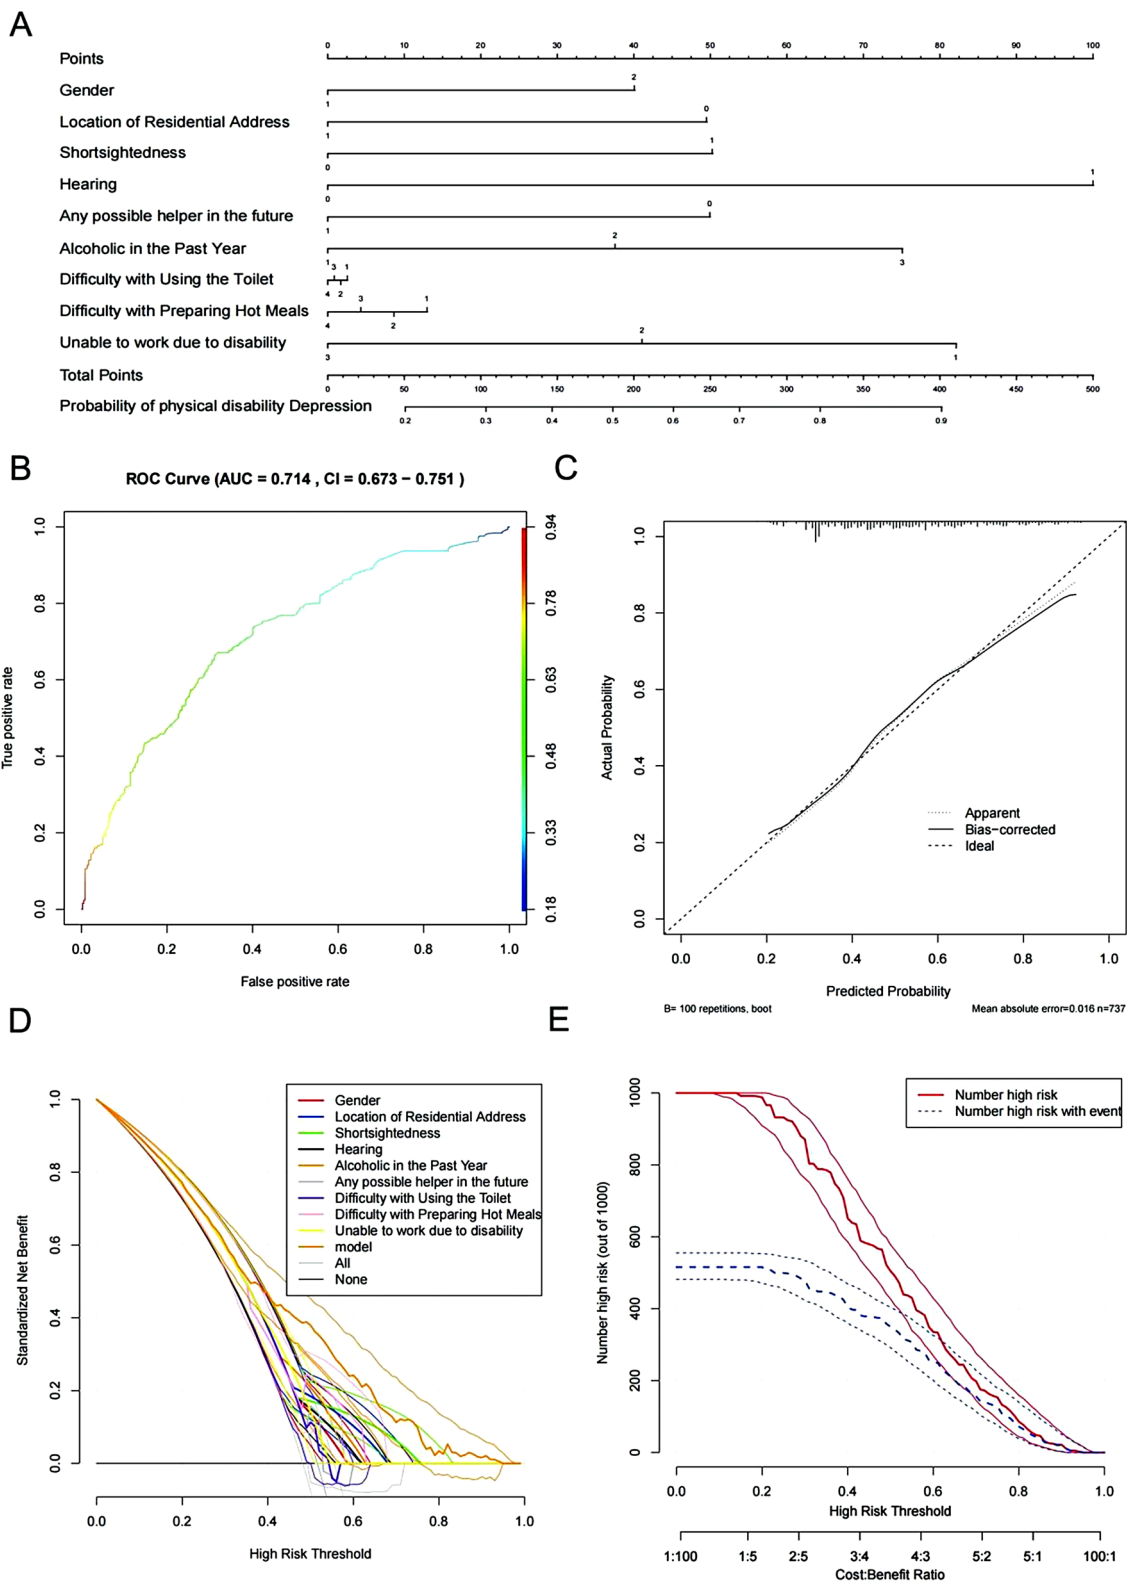 A
Points
0 10 20 30 40 50 60 70 80 90 100
Gender
2
1
Location of Residential Address
0
1
Shortsightedness
1
0
Hearing
1
0
Any possible helper in the future
0
1
Alcoholic in the Past Year
2
1 3
Difficulty with Using the Toilet
3 1
4 2
Difficulty with Preparing Hot Meals
3 1
4 2
Unable to work due to disability
2
3 1
Total Points
0 50 100 150 200 250 300 350 400 450 500
Probability of physical disability Depression
0.2 0.3 0.4 0.5 0.6 0.7 0.8 0.9
B
ROC Curve (AUC = 0.714 , CI = 0.673 − 0.751 )
True positive rate
1.0
0.8
0.6
0.4
0.2
0.0
0.94
0.78
0.63
0.48
0.33
0.18
0.0 0.2 0.4 0.6 0.8 1.0
False positive rate
C
Actual Probability
1.0
0.8
0.6
0.4
0.2
0.0
Apparent
Bias−corrected
Ideal
0.0 0.2 0.4 0.6 0.8 1.0
Predicted Probability
B= 100 repetitions, boot
Mean absolute error=0.016 n=737
D
Standardized Net Benefit
1.0
0.8
0.6
0.4
0.2
0.0
Gender
Location of Residential Address
Shortsightedness
Hearing
Alcoholic in the Past Year
Any possible helper in the future
Difficulty with Using the Toilet
Difficulty with Preparing Hot Meals
Unable to work due to disability
model
All
None
0.0 0.2 0.4 0.6 0.8 1.0
High Risk Threshold
E
Number high risk (out of 1000)
1000
800
600
400
200
0
Number high risk
Number high risk with event
0.0 0.2 0.4 0.6 0.8 1.0
High Risk Threshold
1:100 1:5 2:5 3:4 4:3 5:2 5:1 100:1
Cost:Benefit Ratio